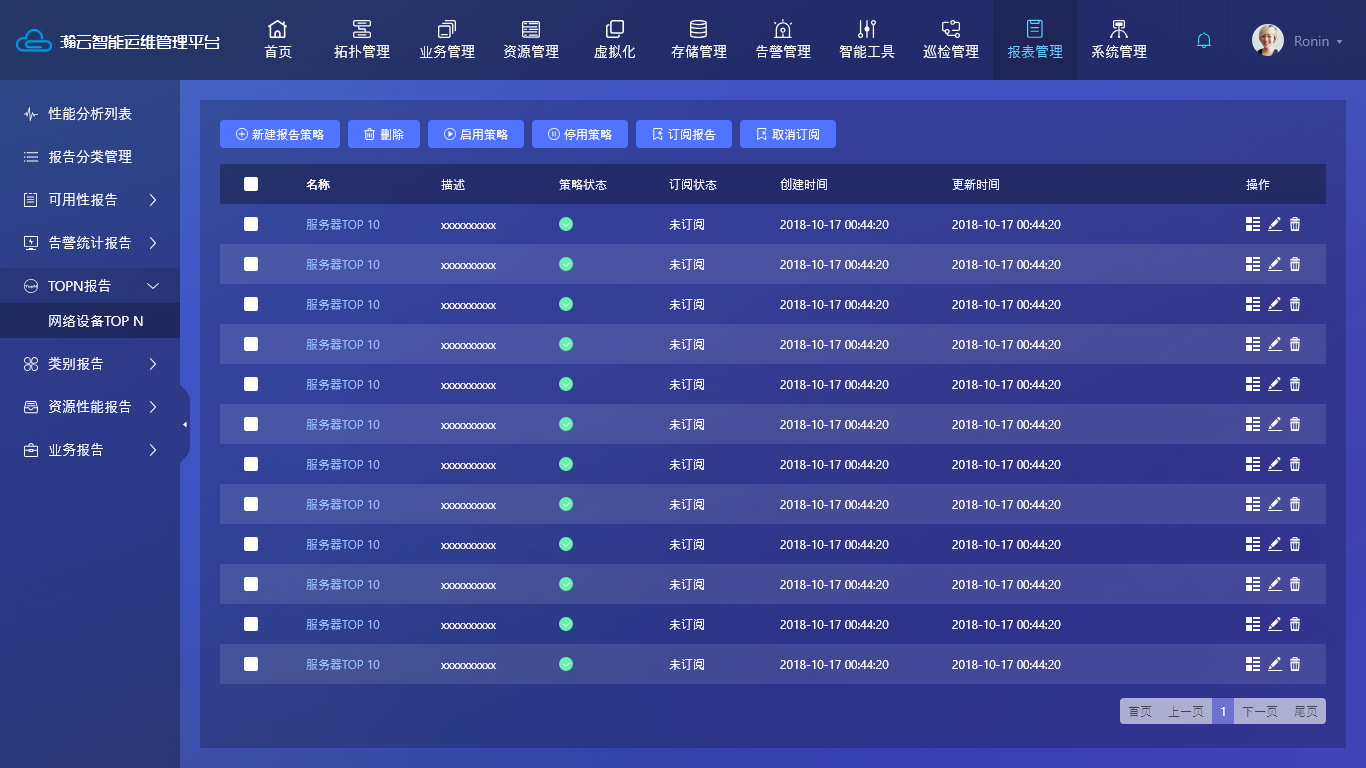 瀚云智能运维管理平台 首页 拓扑管理 业务管理 资源管理 虚拟化 存储管理 告警管理 智能工具 巡检管理 报表管理 系统管理 Ronin
性能分析列表
报告分类管理
可用性报告
告警统计报告
TOPN报告
网络设备TOP N
类别报告
资源性能报告
业务报告
新建报告策略 删除 启用策略 停用策略 订阅报告 取消订阅
名称 描述 策略状态 订阅状态 创建时间 更新时间 操作
服务器TOP 10 xxxxxxxxxx 未订阅 2018-10-17 00:44:20 2018-10-17 00:44:20
服务器TOP 10 xxxxxxxxxx 未订阅 2018-10-17 00:44:20 2018-10-17 00:44:20
服务器TOP 10 xxxxxxxxxx 未订阅 2018-10-17 00:44:20 2018-10-17 00:44:20
服务器TOP 10 xxxxxxxxxx 未订阅 2018-10-17 00:44:20 2018-10-17 00:44:20
服务器TOP 10 xxxxxxxxxx 未订阅 2018-10-17 00:44:20 2018-10-17 00:44:20
服务器TOP 10 xxxxxxxxxx 未订阅 2018-10-17 00:44:20 2018-10-17 00:44:20
服务器TOP 10 xxxxxxxxxx 未订阅 2018-10-17 00:44:20 2018-10-17 00:44:20
服务器TOP 10 xxxxxxxxxx 未订阅 2018-10-17 00:44:20 2018-10-17 00:44:20
服务器TOP 10 xxxxxxxxxx 未订阅 2018-10-17 00:44:20 2018-10-17 00:44:20
服务器TOP 10 xxxxxxxxxx 未订阅 2018-10-17 00:44:20 2018-10-17 00:44:20
服务器TOP 10 xxxxxxxxxx 未订阅 2018-10-17 00:44:20 2018-10-17 00:44:20
服务器TOP 10 xxxxxxxxxx 未订阅 2018-10-17 00:44:20 2018-10-17 00:44:20
首页 上一页 1 下一页 尾页